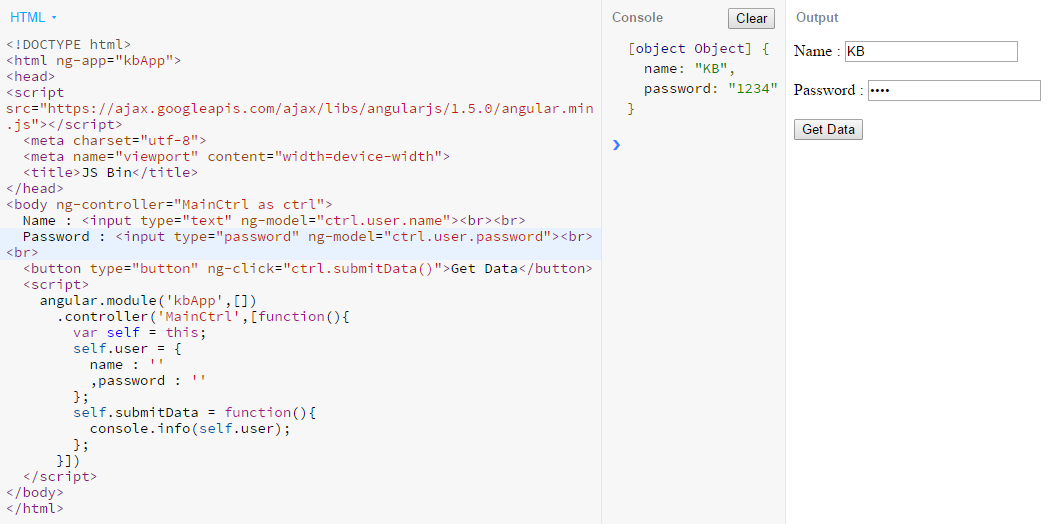 HTML
<!DOCTYPE html>
<html ng-app="kbApp">
<head>
<script
src="https://ajax.googleapis.com/ajax/libs/angularjs/1.5.0/angular.min
.js"></script>
<meta charset="utf-8">
<meta name="viewport" content="width=device-width">
<title>JS Bin</title>
</head>
<body ng-controller="MainCtrl as ctrl">
Name : <input type="text" ng-model="ctrl.user.name"><br><br>
Password : <input type="password" ng-model="ctrl.user.password"><br>
<br>
<button type="button" ng-click="ctrl.submitData()">Get Data</button>
<script>
angular.module('kbApp',[])
.controller('MainCtrl',[function(){
var self = this;
self.user = {
name : ''
,password : ''
};
self.submitData = function(){
console.info(self.user);
};
}])
</script>
</body>
</html>
Console Clear
[object Object] {
name: "KB",
password: "1234"
}
Output
Name : KB
Password : ••••
Get Data